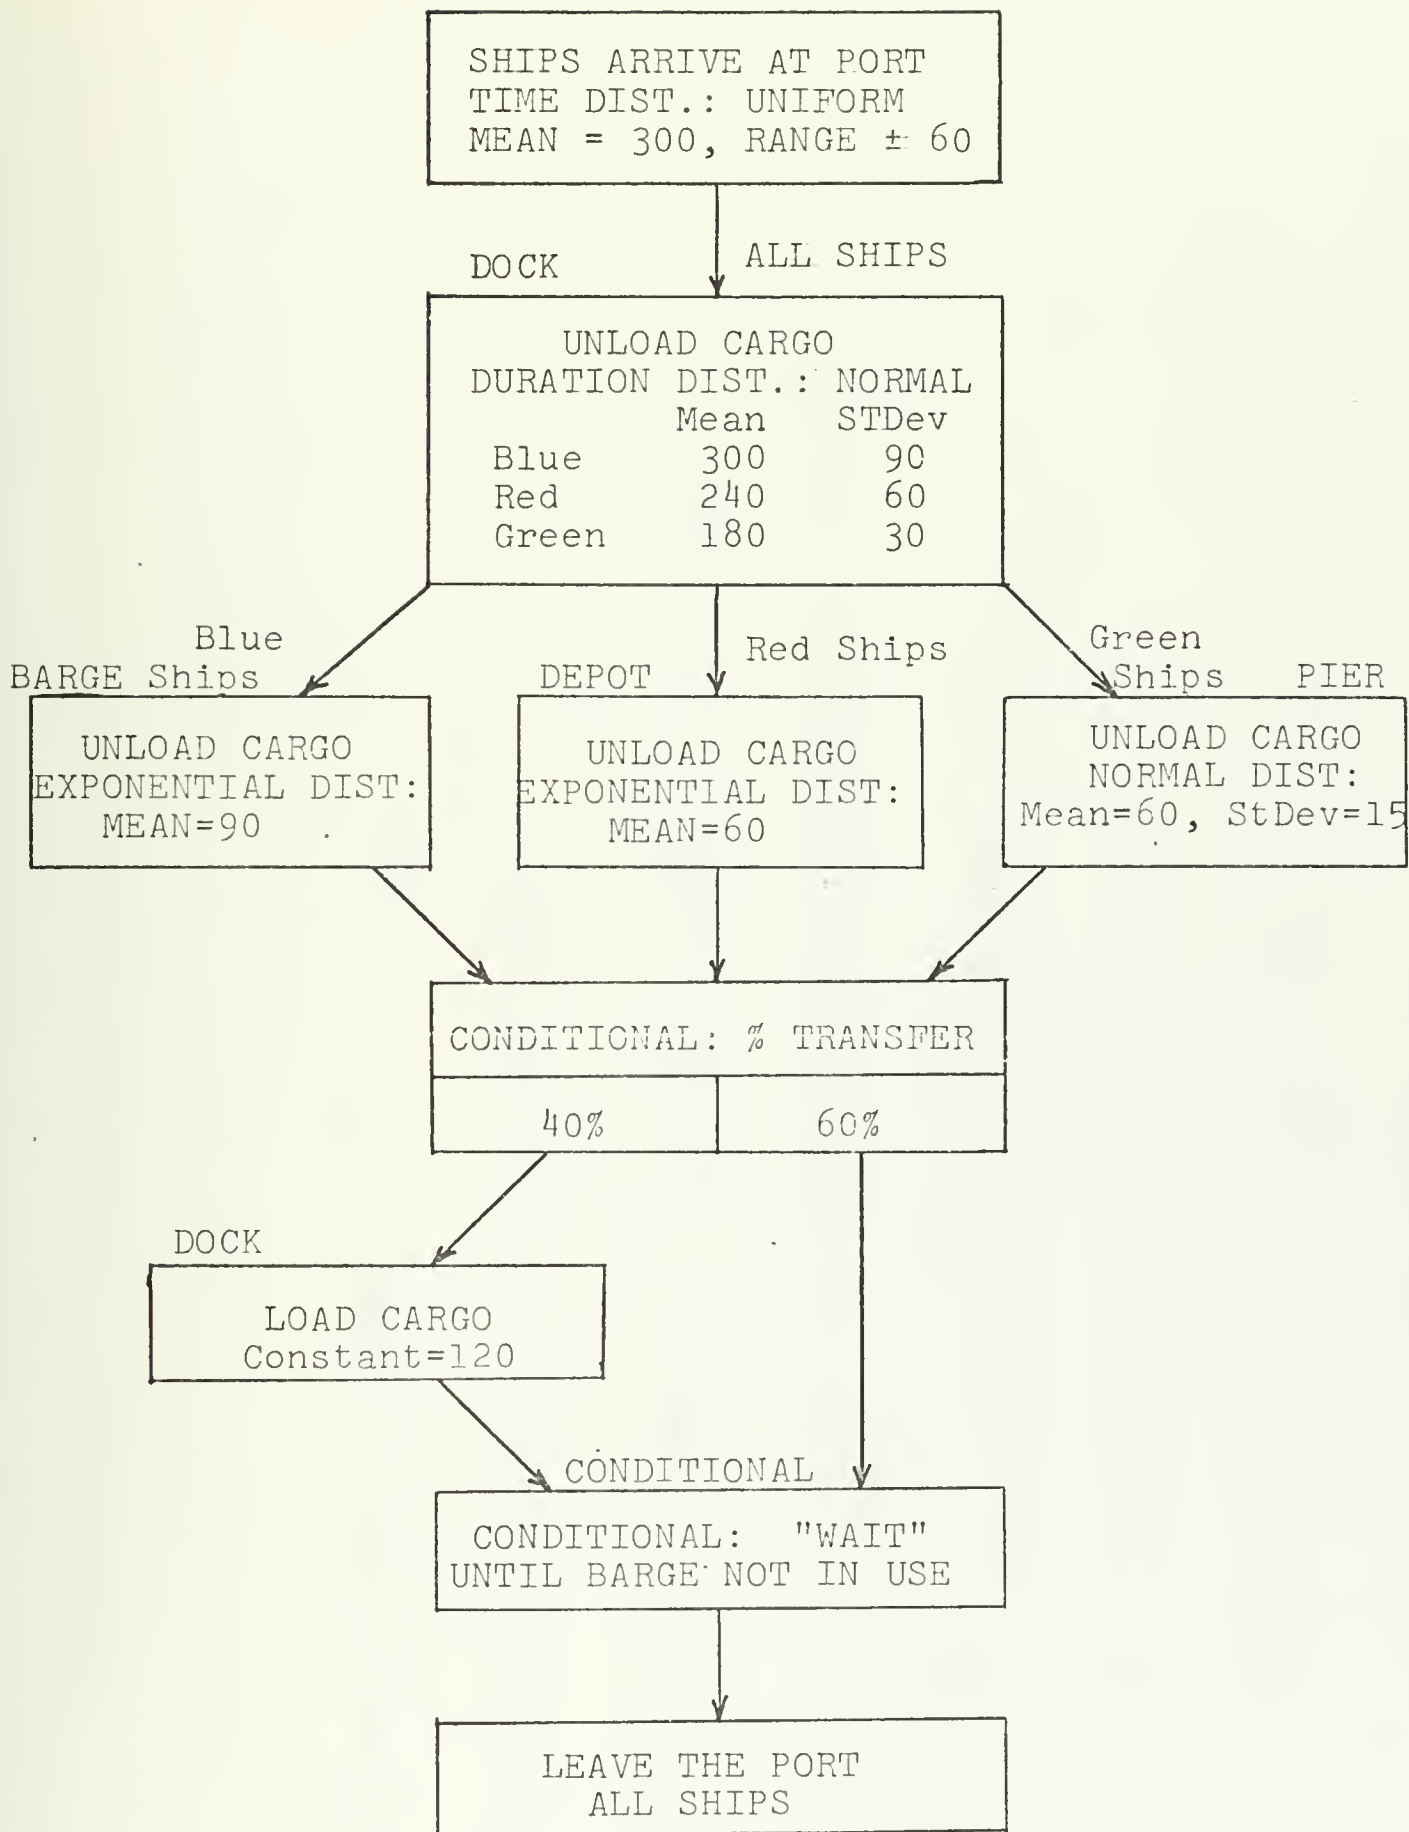 SHIPS ARRIVE AT PORT
TIME DIST.: UNIFORM
MEAN = 300, RANGE ± 60
ALL SHIPS
DOCK
UNLOAD CARGO
DURATION DIST.: NORMAL
Mean STDev
Blue 300 90
Red 240 60
Green 180 30
Blue
BARGE Ships
DEPOT
Red Ships
Green
Ships PIER
UNLOAD CARGO
EXPONENTIAL DIST:
MEAN=90
UNLOAD CARGO
EXPONENTIAL DIST:
MEAN=60
UNLOAD CARGO
NORMAL DIST:
Mean=60, StDev=15
CONDITIONAL: % TRANSFER
40% 60%
DOCK
LOAD CARGO
Constant=120
CONDITIONAL
CONDITIONAL: "WAIT"
UNTIL BARGE NOT IN USE
LEAVE THE PORT
ALL SHIPS